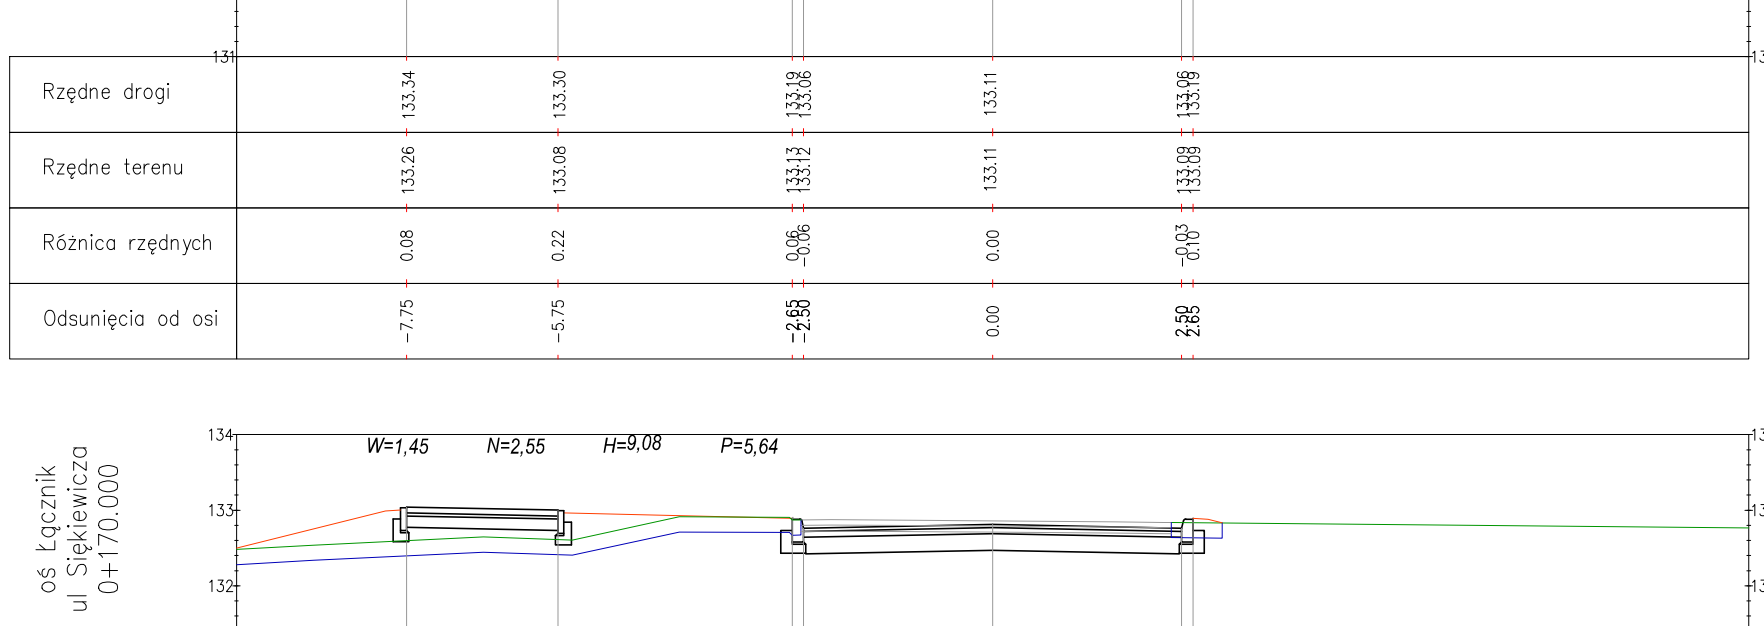 131
13
Rzędne drogi 133.34 133.30 133.19 133.06 133.11 133.06 133.19
Rzędne terenu 133.26 133.08 133.13 133.12 133.11 133.09 133.09
Różnica rzędnych 0.08 0.22 0.06 -0.06 0.00 -0.03 0.10
Odsunięcia od osi -7.75 -5.75 -2.65 -2.50 0.00 2.50 2.65
oś Łącznik
ul Siękiewicza
0+170.000
134 W=1,45 N=2,55 H=9,08 P=5,64 13
133 13
132 13